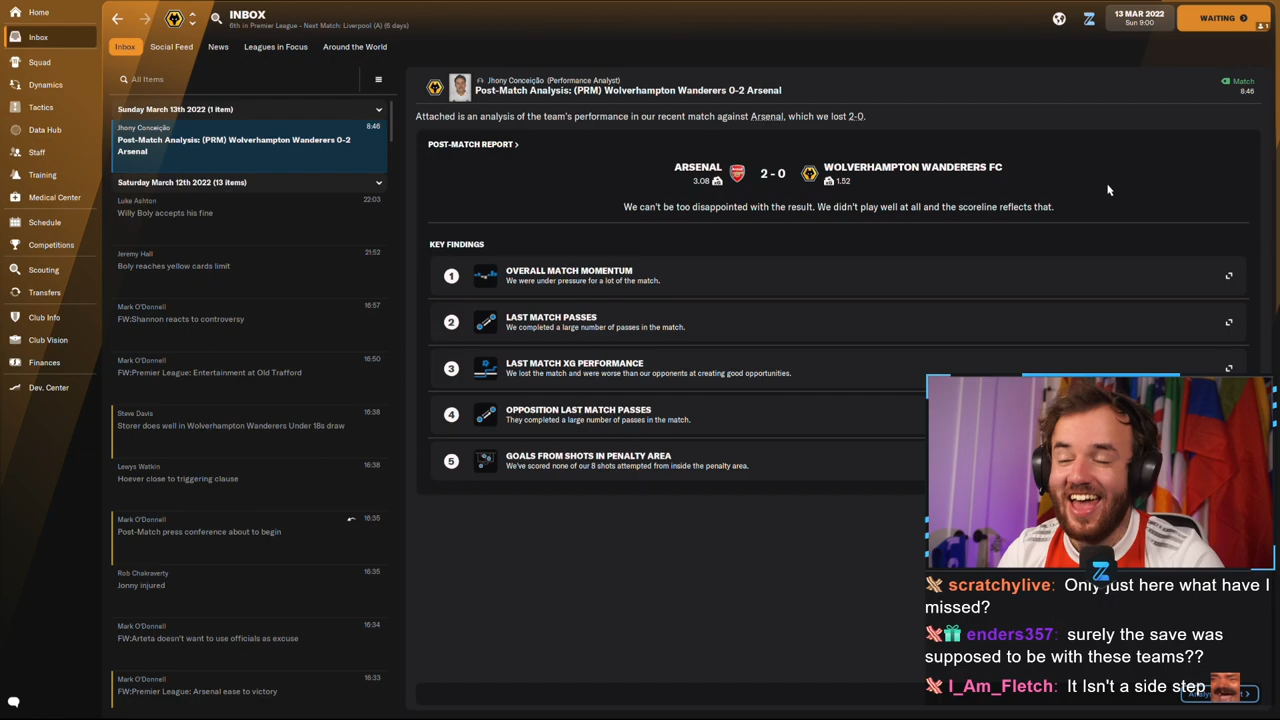 Home
Inbox
Squad
Dynamics
Tactics
Data Hub
Staff
Training
Medical Center
Schedule
Competitions
Scouting
Transfers
Club Info
Club Vision
Finances
Dev. Center
INBOX
6th in Premier League - Next Match: Liverpool (A) (6 days)
13 MAR 2022
Sun 9:00
WAITING
1
Inbox
Social Feed
News
Leagues in Focus
Around the World
All Items
Sunday March 13th 2022 (1 item)
Jhony Conceição 8:46
Post-Match Analysis: (PRM) Wolverhampton Wanderers 0-2
Arsenal
Saturday March 12th 2022 (13 items)
Luke Ashton 22:03
Willy Boly accepts his fine
Jeremy Hall 21:52
Boly reaches yellow cards limit
Mark O'Donnell 16:57
FW:Shannon reacts to controversy
Mark O'Donnell 16:50
FW:Premier League: Entertainment at Old Trafford
Steve Davis 16:38
Storer does well in Wolverhampton Wanderers Under 18s draw
Lewys Watkin 16:38
Hoever close to triggering clause
Mark O'Donnell 16:35
Post-Match press conference about to begin
Rob Chakraverty 16:35
Jonny injured
Mark O'Donnell 16:34
FW:Arteta doesn't want to use officials as excuse
Mark O'Donnell 16:33
FW:Premier League: Arsenal ease to victory
Jhony Conceição (Performance Analyst)
Post-Match Analysis: (PRM) Wolverhampton Wanderers 0-2 Arsenal
Match
8:46
Attached is an analysis of the team's performance in our recent match against Arsenal, which we lost 2-0.
POST-MATCH REPORT >
ARSENAL 2 - 0 WOLVERHAMPTON WANDERERS FC
3.08 1.52
We can't be too disappointed with the result. We didn't play well at all and the scoreline reflects that.
KEY FINDINGS
1 OVERALL MATCH MOMENTUM
We were under pressure for a lot of the match.
2 LAST MATCH PASSES
We completed a large number of passes in the match.
3 LAST MATCH XG PERFORMANCE
We lost the match and were worse than our opponents at creating good opportunities.
4 OPPOSITION LAST MATCH PASSES
They completed a large number of passes in the match.
5 GOALS FROM SHOTS IN PENALTY AREA
We've scored none of our 8 shots attempted from inside the penalty area.
scratchylive: Only just here what have I
missed?
enders357: surely the save was
supposed to be with these teams??
I_Am_Fletch: It Isn't a side step